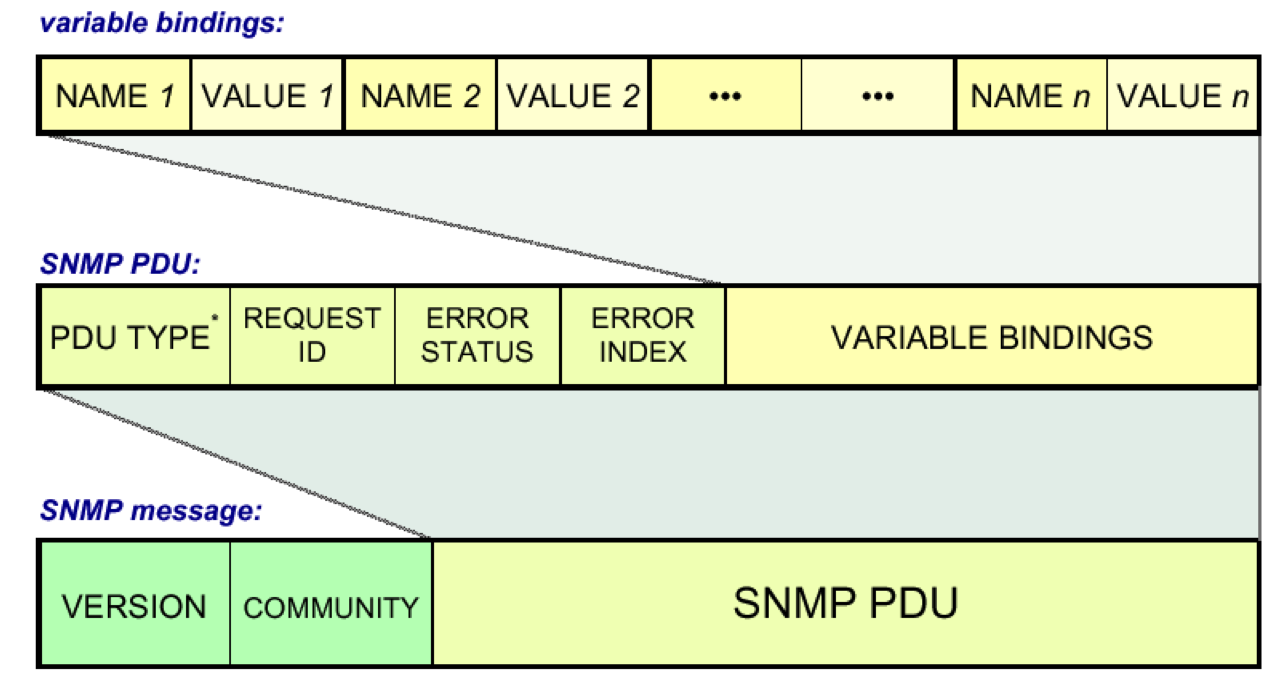 variable bindings:
NAME 1 VALUE 1 NAME 2 VALUE 2 ••• ••• NAME n VALUE n
SNMP PDU:
PDU TYPE* REQUEST ID ERROR STATUS ERROR INDEX VARIABLE BINDINGS
SNMP message:
VERSION COMMUNITY SNMP PDU